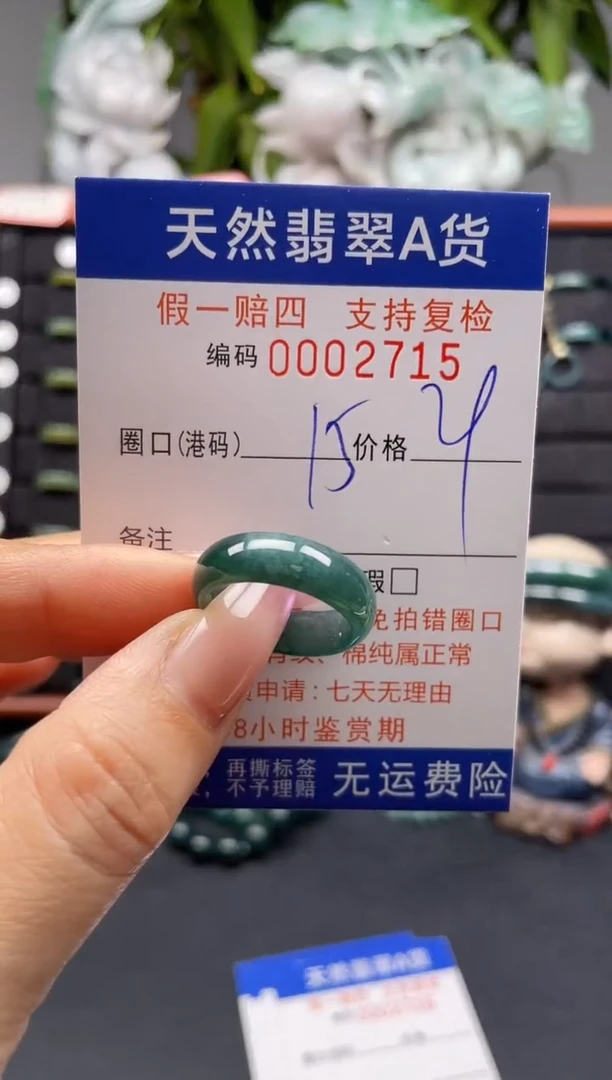 天然翡翠A货
假一赔四 支持复检
编码 0002715
圈口(港码) 15 价格
备注
假□
免拍错圈口
棉纯属正常
申请:七天无理由
8小时鉴赏期
再撕标签
不予理赔
无运费险
天然翡翠A货